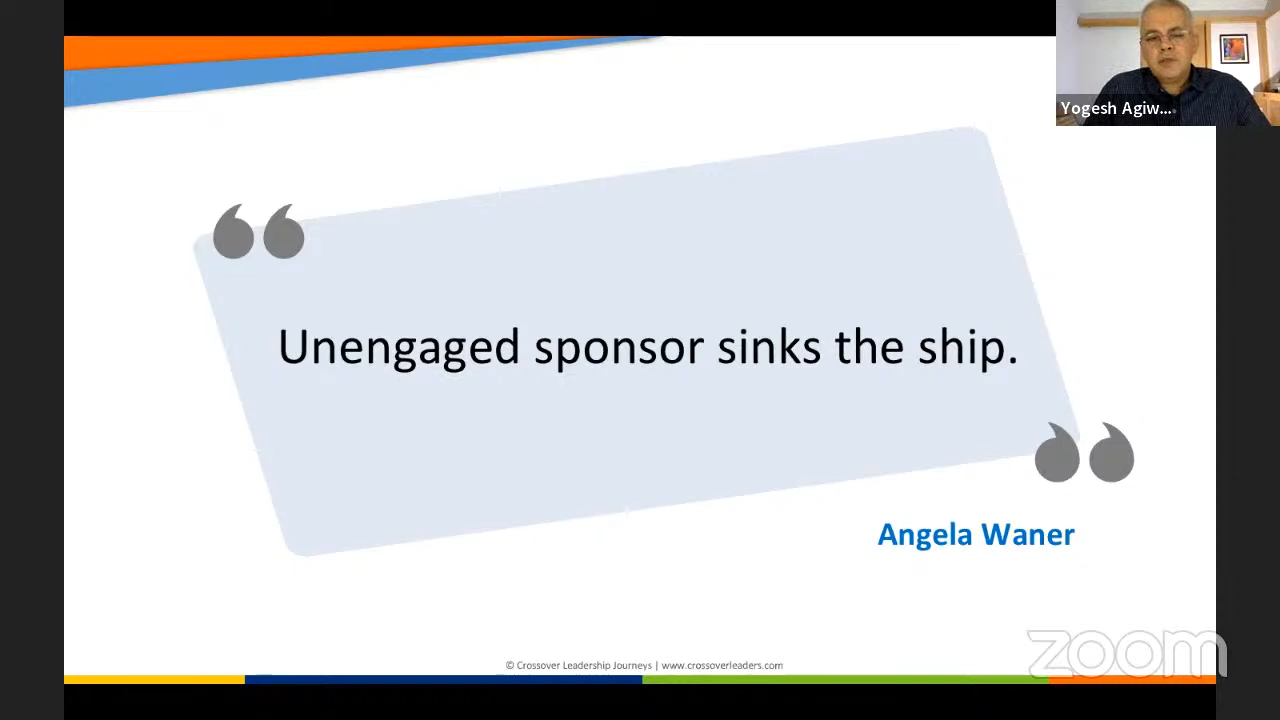 Yogesh Agiw...
Unengaged sponsor sinks the ship.
Angela Waner
zoom
© Crossover Leadership Journeys | www.crossoverleaders.com